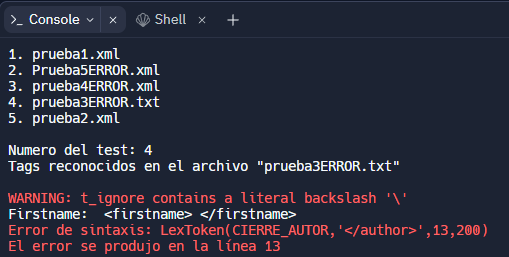 Console
Shell
1. prueba1.xml
2. Prueba5ERROR.xml
3. prueba4ERROR.xml
4. prueba3ERROR.txt
5. prueba2.xml
Numero del test: 4
Tags reconocidos en el archivo "prueba3ERROR.txt"
WARNING: t_ignore contains a literal backslash '\'
Firstname:  <firstname> </firstname>
Error de sintaxis: LexToken(CIERRE_AUTOR,'</author>',13,200)
El error se produjo en la línea 13